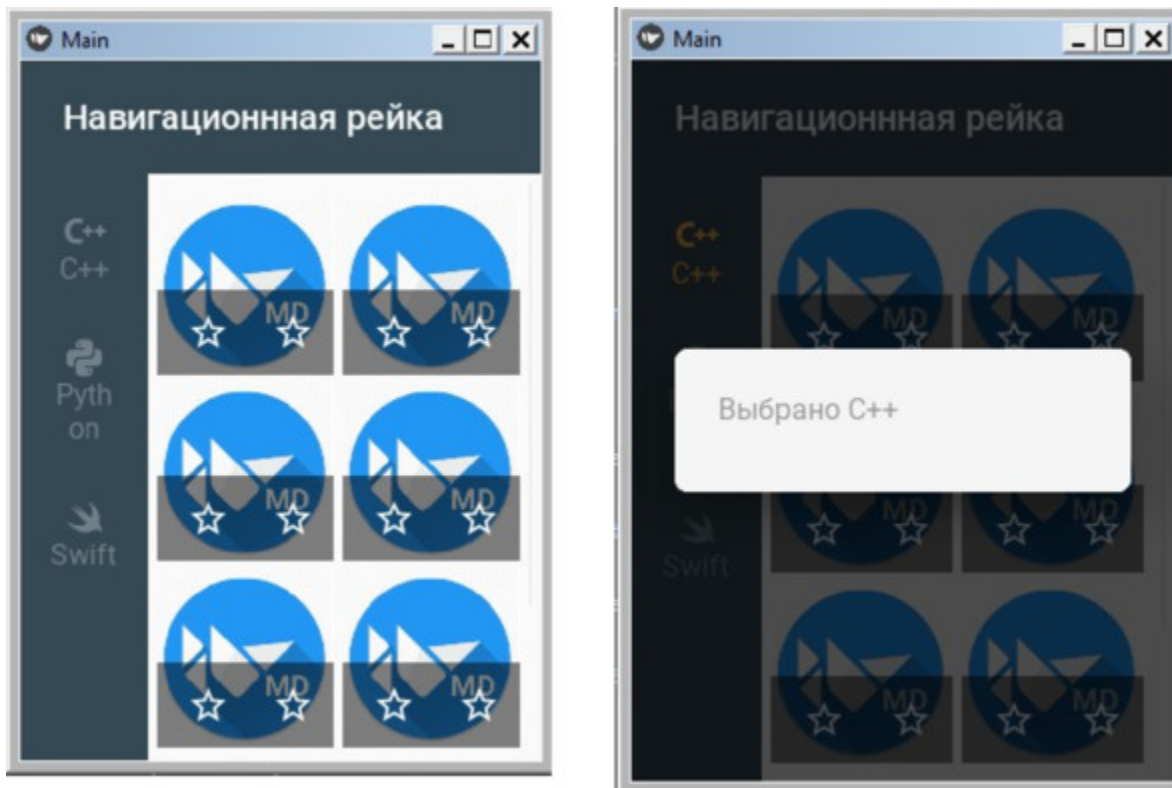 Main
Навигационнная рейка
C++
C++
Pyth
on
Swift
MD
MD
MD
MD
MD
MD
Main
Навигационнная рейка
C++
C++
Выбрано C++
Swift
MD
MD
MD
MD
MD
MD